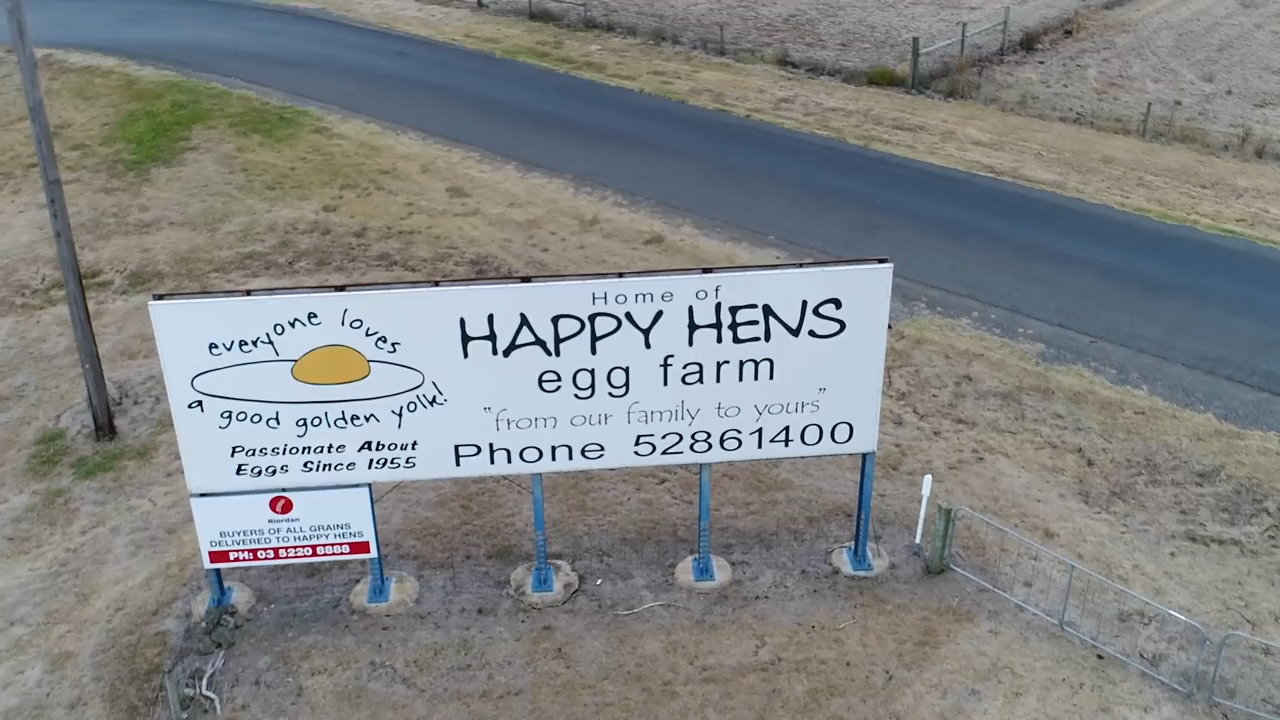 everyone loves
a good golden yolk!
Passionate About
Eggs Since 1955
Home of
HAPPY HENS
egg farm
"from our family to yours"
Phone 52861400
Riordan
BUYERS OF ALL GRAINS
DELIVERED TO HAPPY HENS
PH: 03 5220 8888